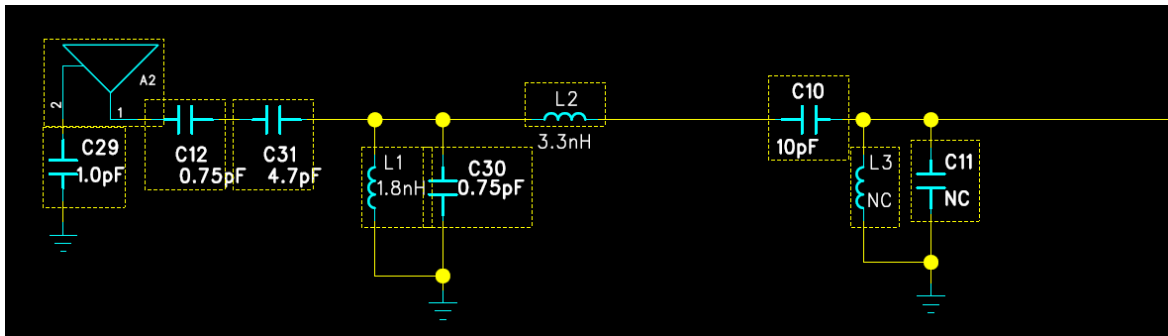 A2
2
1
C29
1.0pF
C12
0.75pF
C31
4.7pF
L1
1.8nH
C30
0.75pF
L2
3.3nH
C10
10pF
L3
NC
C11
NC